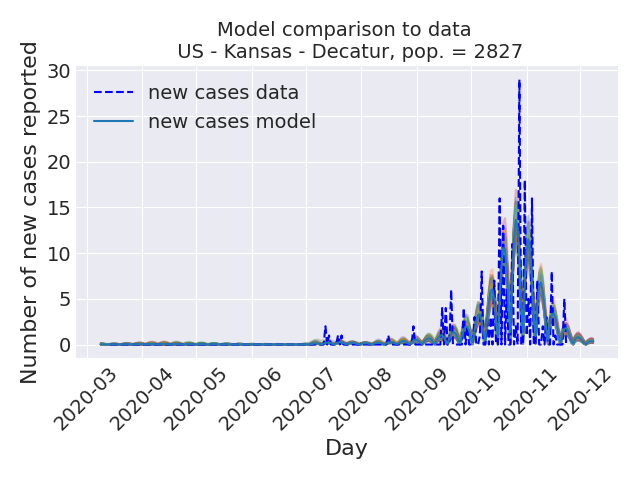 Model comparison to data
US - Kansas - Decatur, pop. = 2827
Number of new cases reported
30
25
20
15
10
5
0
new cases data
new cases model
2020-03
2020-04
2020-05
2020-06
2020-07
2020-08
2020-09
2020-10
2020-11
2020-12
Day